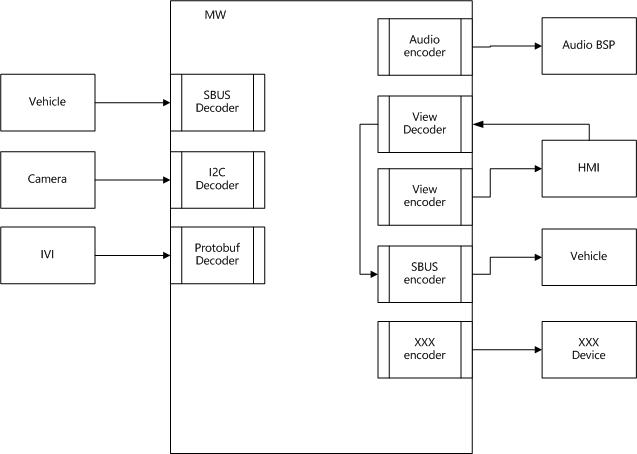 MW
Vehicle
Camera
IVI
SBUS
Decoder
I2C
Decoder
Protobuf
Decoder
Audio
encoder
View
Decoder
View
encoder
SBUS
encoder
XXX
encoder
Audio BSP
HMI
Vehicle
XXX
Device